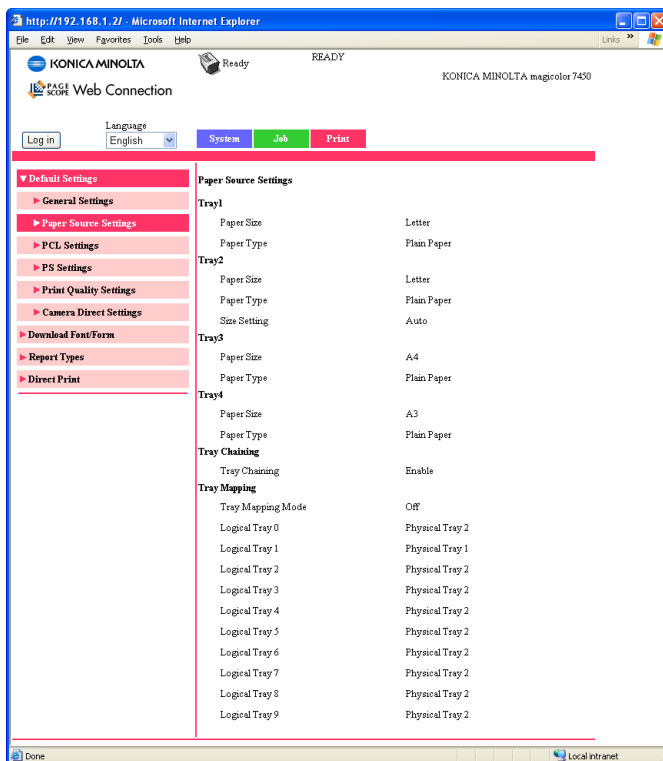 http://192.168.1.2/ - Microsoft Internet Explorer
File Edit View Favorites Tools Help Links »
KONICA MINOLTA
Ready
READY
KONICA MINOLTA magicolor 7450
PAGE SCOPE Web Connection
Language
Log in
English
System
Job
Print
Default Settings
General Settings
Paper Source Settings
PCL Settings
PS Settings
Print Quality Settings
Camera Direct Settings
Download Font/Form
Report Types
Direct Print
Paper Source Settings
Tray1
Paper Size Letter
Paper Type Plain Paper
Tray2
Paper Size Letter
Paper Type Plain Paper
Size Setting Auto
Tray3
Paper Size A4
Paper Type Plain Paper
Tray4
Paper Size A3
Paper Type Plain Paper
Tray Chaining
Tray Chaining Enable
Tray Mapping
Tray Mapping Mode Off
Logical Tray 0 Physical Tray 2
Logical Tray 1 Physical Tray 1
Logical Tray 2 Physical Tray 2
Logical Tray 3 Physical Tray 2
Logical Tray 4 Physical Tray 2
Logical Tray 5 Physical Tray 2
Logical Tray 6 Physical Tray 2
Logical Tray 7 Physical Tray 2
Logical Tray 8 Physical Tray 2
Logical Tray 9 Physical Tray 2
Done
Local intranet